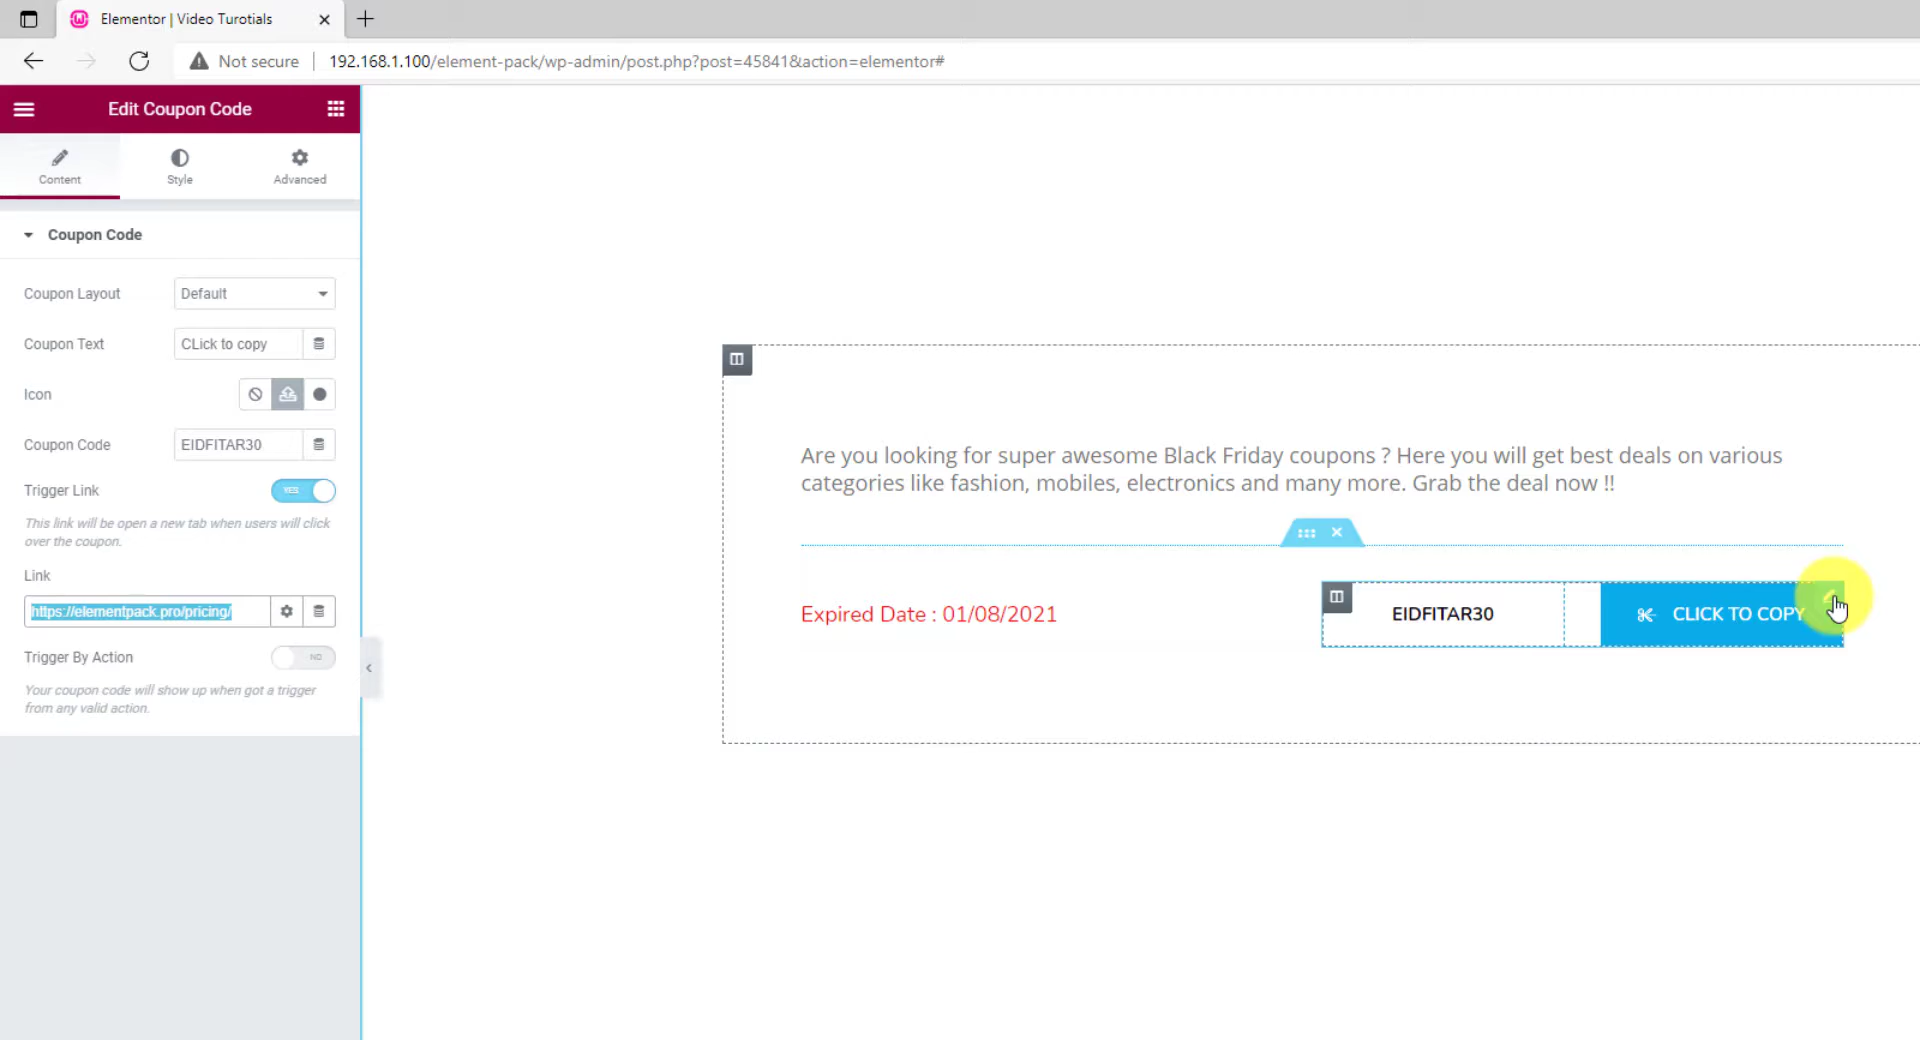 Elementor | Video Turotials
Not secure
192.168.1.100/element-pack/wp-admin/post.php?post=45841&action=elementor#
Edit Coupon Code
Content
Style
Advanced
Coupon Code
Coupon Layout
Default
Coupon Text
CLick to copy
Icon
Coupon Code
EIDFITAR30
Trigger Link
YES
This link will be open a new tab when users will click
over the coupon.
Link
https://elementpack.pro/pricing/
Trigger By Action
NO
Your coupon code will show up when got a trigger
from any valid action.
Are you looking for super awesome Black Friday coupons ? Here you will get best deals on various
categories like fashion, mobiles, electronics and many more. Grab the deal now !!
Expired Date : 01/08/2021
EIDFITAR30
CLICK TO COPY